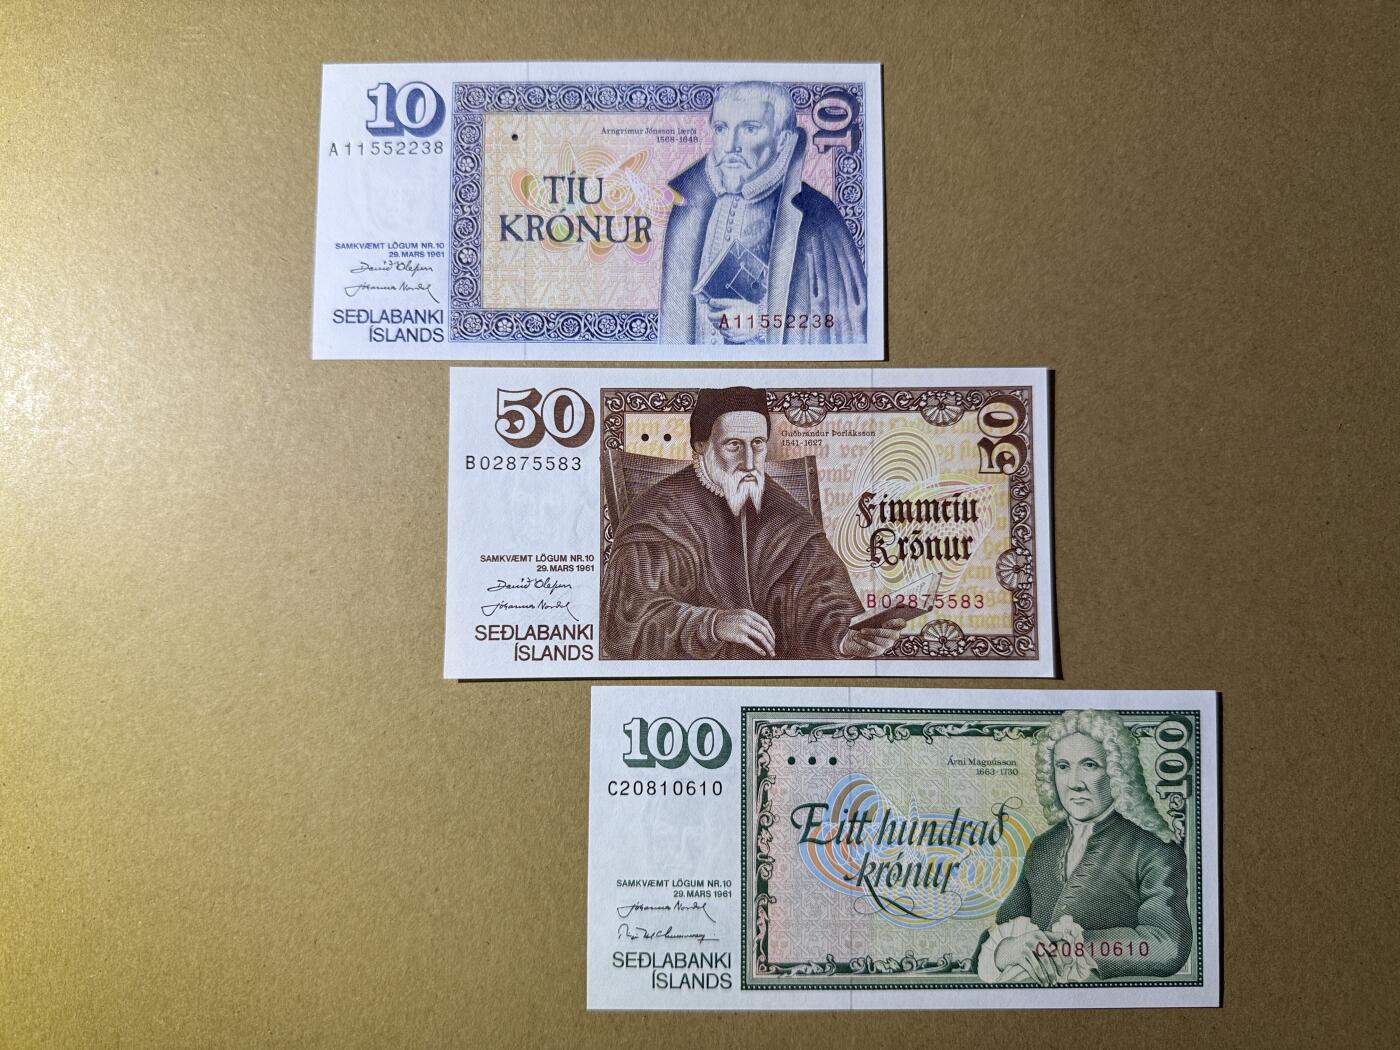 10
A11552238
SAMKVÆMT LÖGUM NR.10
29.MARS 1961
SEÐLABANKI
ÍSLANDS
Arngrímur Jónsson lærði
1568-1648
TÍU
KRÓNUR
10
A11552238
50
B02875583
SAMKVÆMT LÖGUM NR.10
29.MARS 1961
SEÐLABANKI
ÍSLANDS
Guðbrandur Þorláksson
1541-1627
Fimmtíu
Krónur
50
B02875583
100
C20810610
SAMKVÆMT LÖGUM NR.10
29.MARS 1961
SEÐLABANKI
ÍSLANDS
Árni Magnússon
1663-1730
Eitt hundrað
krónur
100
C20810610